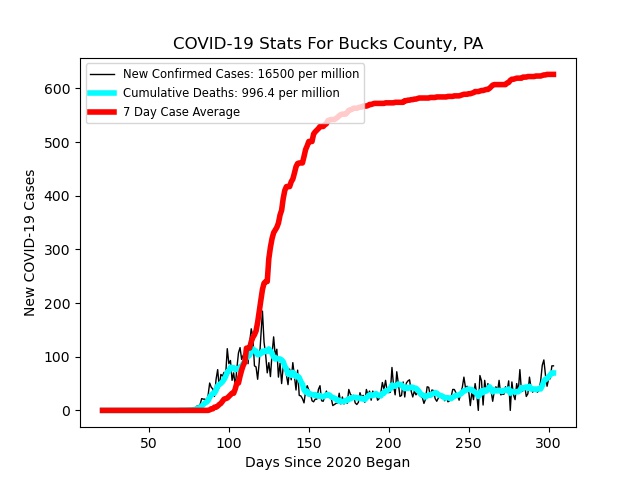 COVID-19 Stats For Bucks County, PA
New Confirmed Cases: 16500 per million
Cumulative Deaths: 996.4 per million
7 Day Case Average
New COVID-19 Cases
600
500
400
300
200
100
0
50 100 150 200 250 300
Days Since 2020 Began